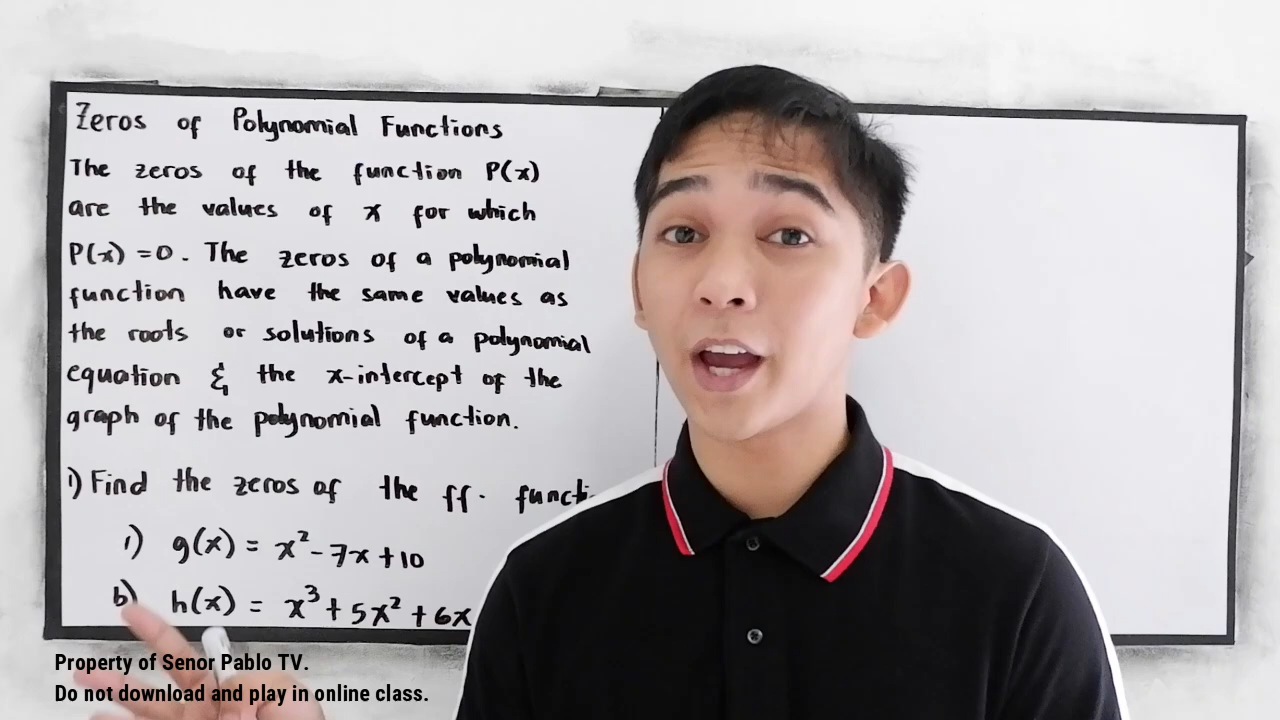 Zeros of Polynomial Functions
The zeros of the function P(x)
are the values of x for which
P(x) = 0. The zeros of a polynomial
function have the same values as
the roots or solutions of a polynomial
equation & the x-intercept of the
graph of the polynomial function.
1) Find the zeros of the ff. functi
1) g(x) = x² - 7x + 10
b) h(x) = x³ + 5x² + 6x
Property of Senor Pablo TV.
Do not download and play in online class.